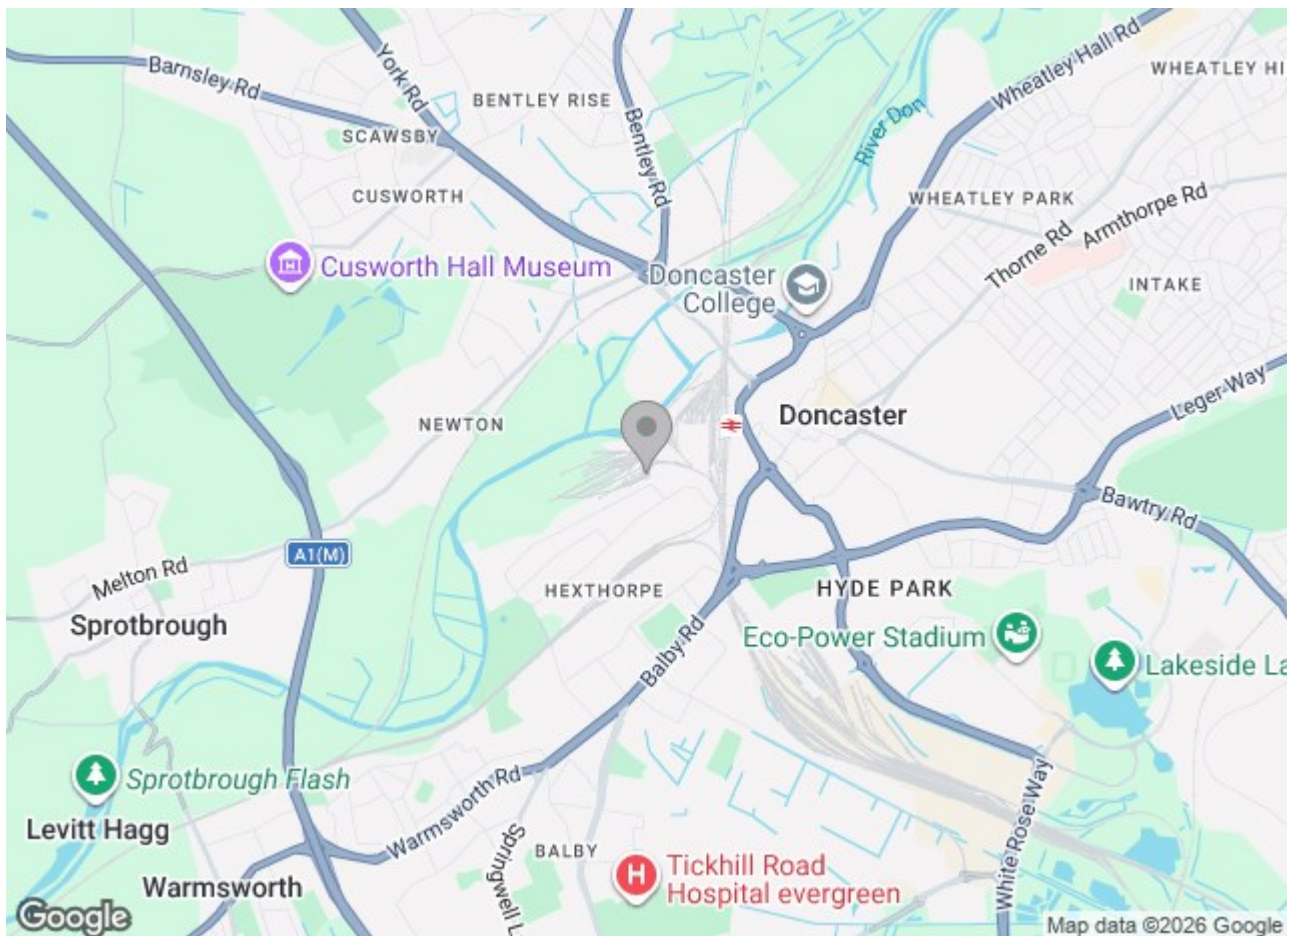 Barnsley Rd
York Rd
BENTLEY RISE
SCAWSBY
Bentley Rd
CUSWORTH
Wheatley Hall Rd
WHEATLEY HI
River Don
WHEATLEY PARK
Armthorpe Rd
Thorne Rd
INTAKE
Cusworth Hall Museum
Doncaster
College
Leger Way
NEWTON
Doncaster
Bawtry Rd
A1(M)
Melton Rd
Sprotbrough
HEXTHORPE
HYDE PARK
Balby Rd
Eco-Power Stadium
Lakeside La
Sprotbrough Flash
Levitt Hagg
Warmsworth Rd
Springwell L
BALBY
White Rose Way
Tickhill Road
Hospital evergreen
H
Warmsworth
Google
Map data ©2026 Google